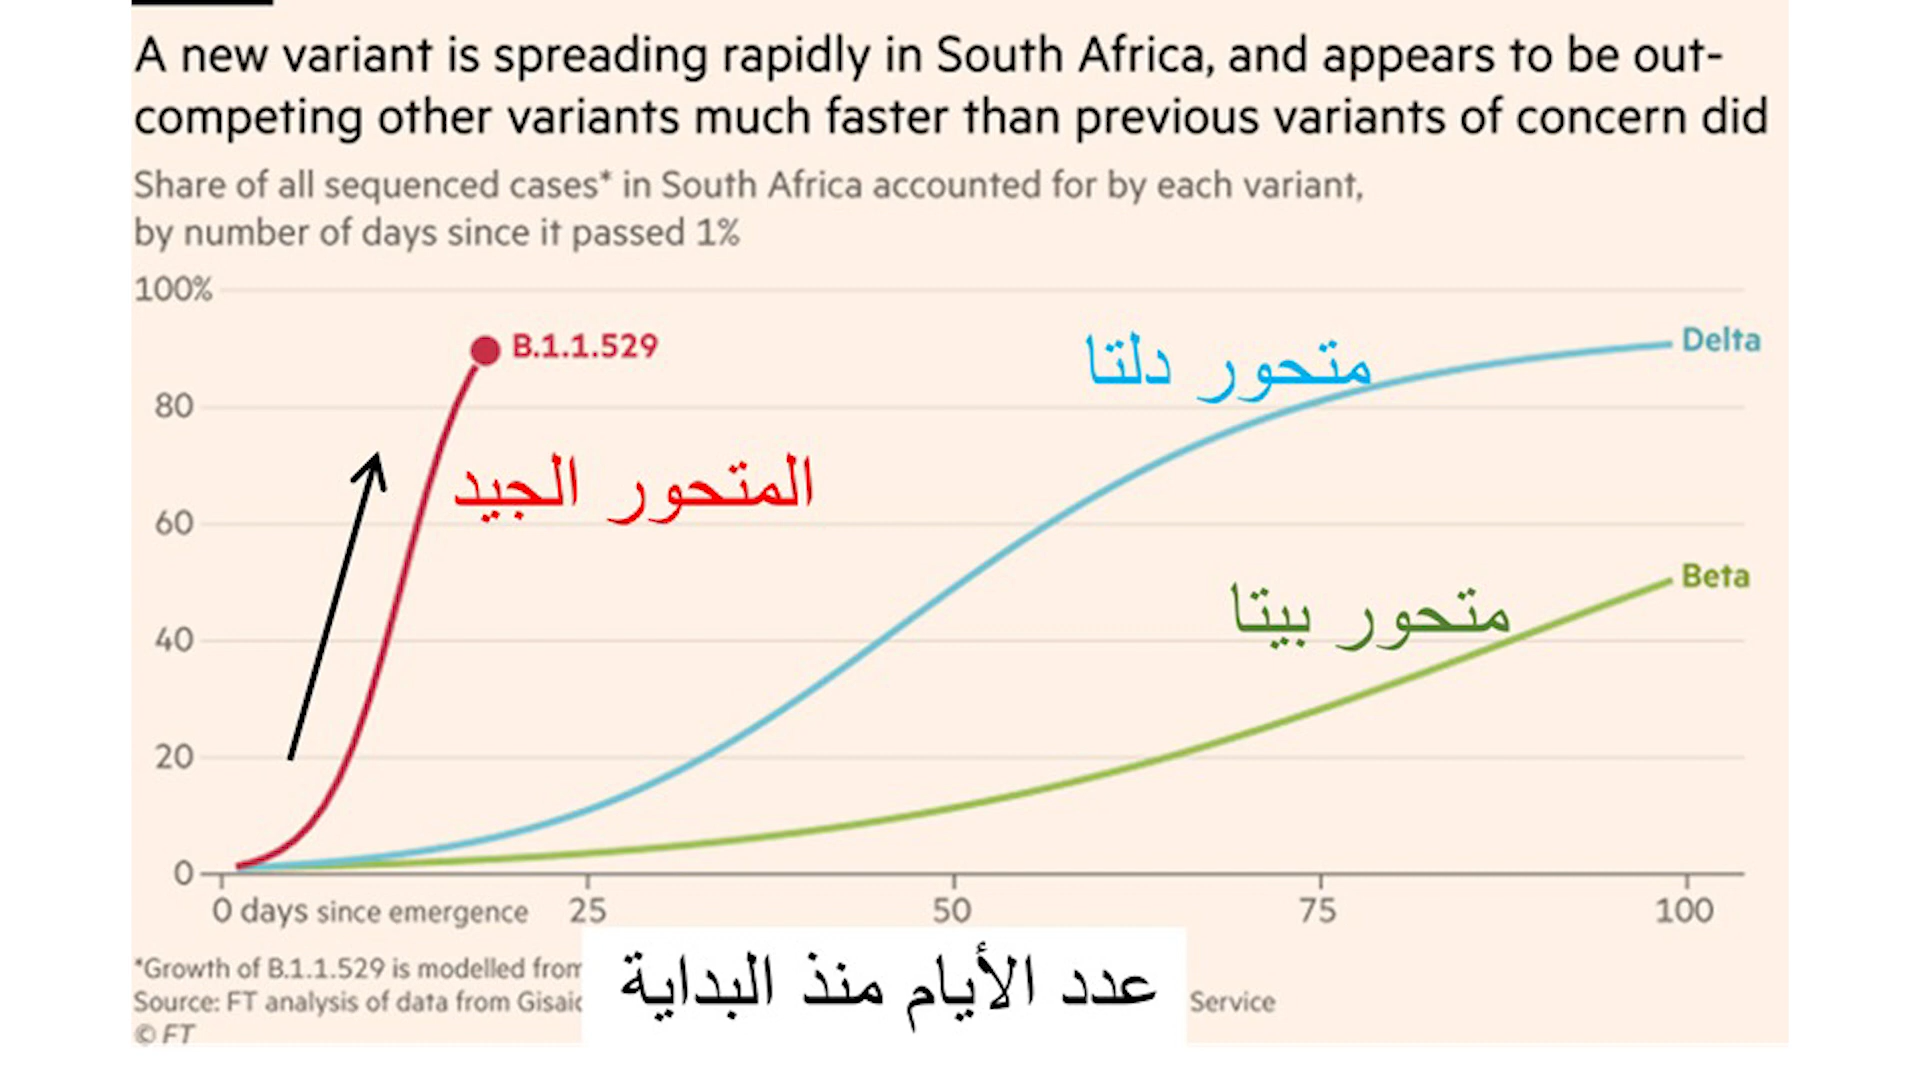 A new variant is spreading rapidly in South Africa, and appears to be out-
competing other variants much faster than previous variants of concern did
Share of all sequenced cases* in South Africa accounted for by each variant,
by number of days since it passed 1%
100%
B.1.1.529
متحور دلتا
Delta
80
المتحور الجيد
60
Beta
متحور بيتا
40
20
0
0 days since emergence 25 50 75 100
*Growth of B.1.1.529 is modelled from
عدد الأيام منذ البداية
Source: FT analysis of data from Gisaid Service
© FT